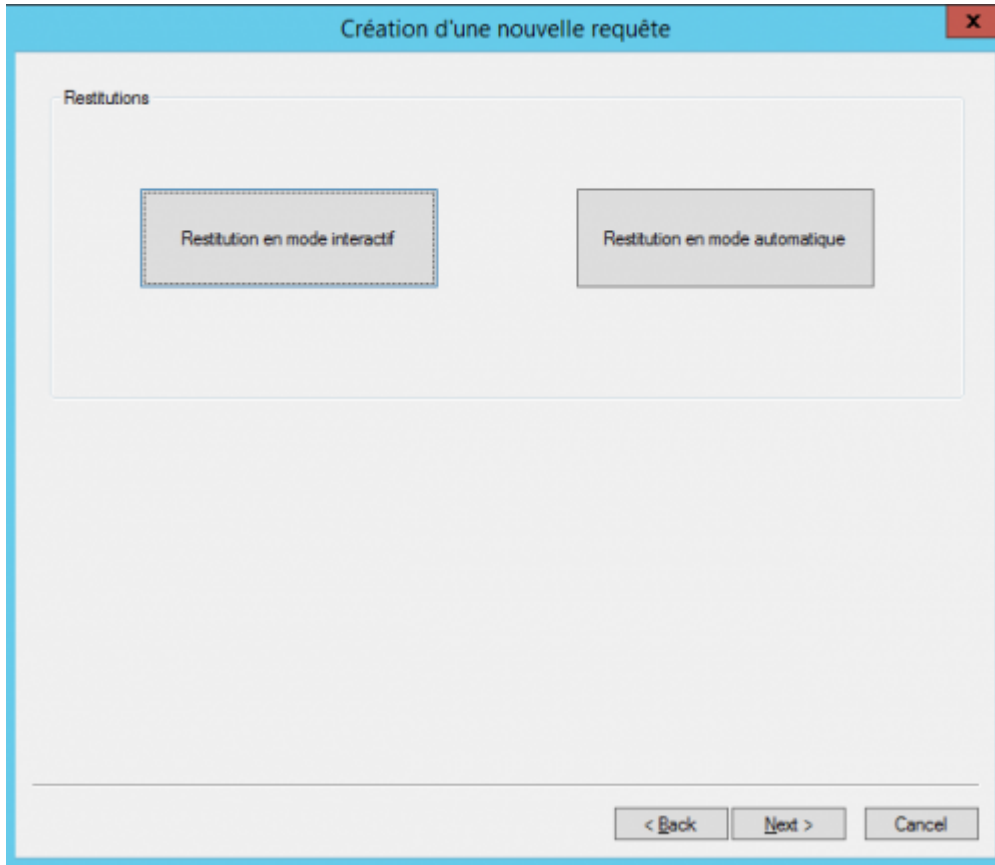 Création d'une nouvelle requête
x
Restitutions
Restitution en mode interactif
Restitution en mode automatique
< Back
Next >
Cancel